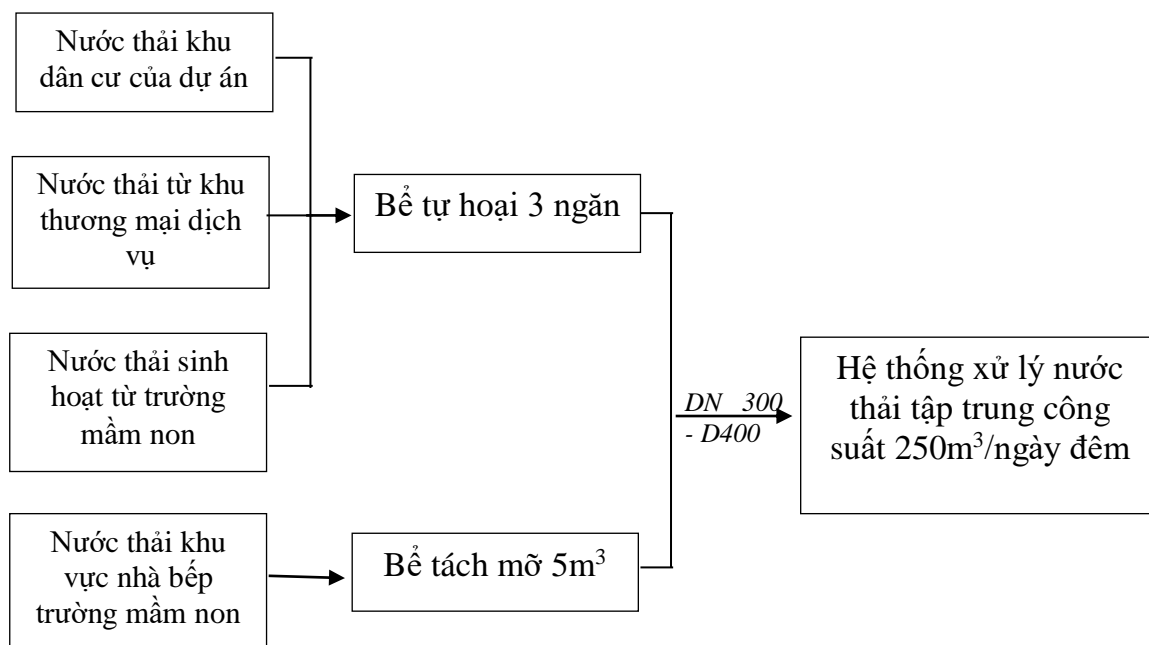 Nước thải khu
dân cư của dự án
Nước thải từ khu
thương mại dịch
vụ
Bể tự hoại 3 ngăn
Nước thải sinh
hoạt từ trường
mầm non
DN 300
- D400
Hệ thống xử lý nước
thải tập trung công
suất 250m³/ngày đêm
Nước thải khu
vực nhà bếp
trường mầm non
Bể tách mỡ 5m³